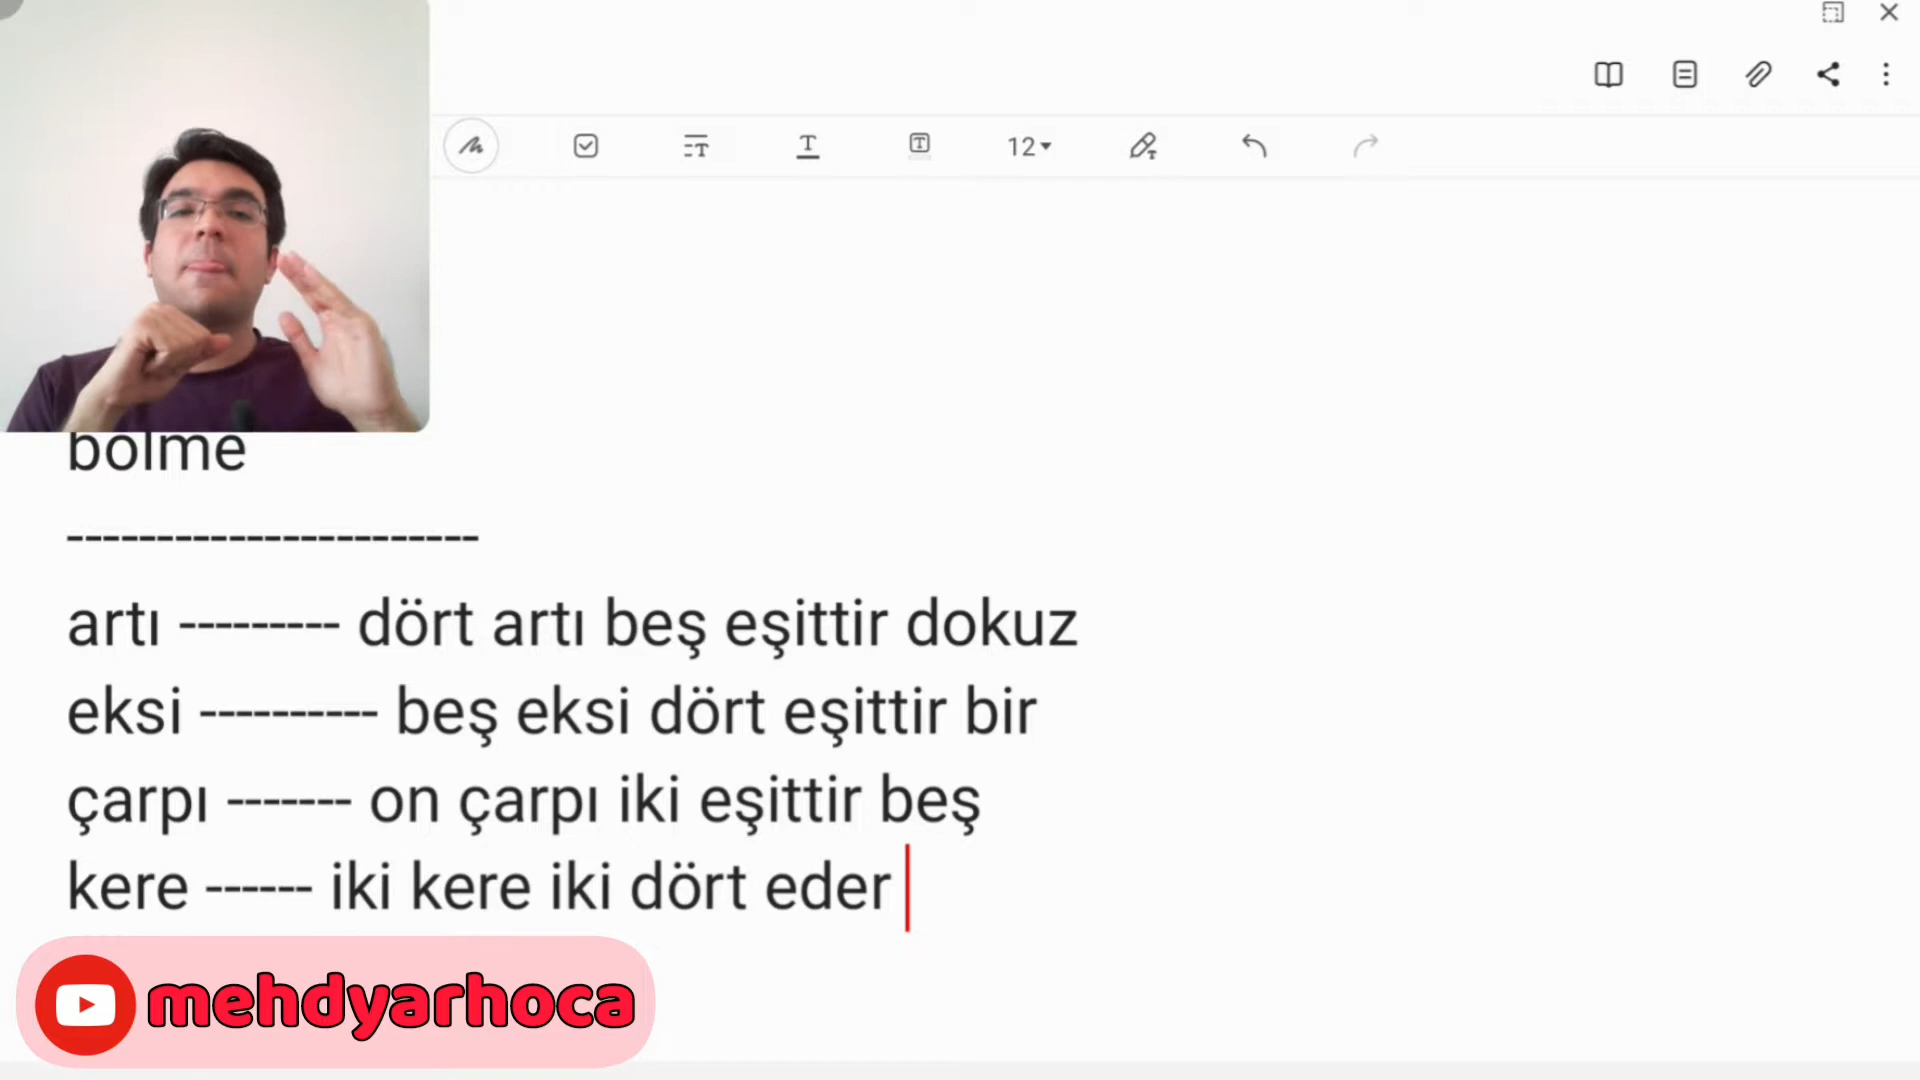 12
bölme
-----------------------
artı --------- dört artı beş eşittir dokuz
eksi ---------- beş eksi dört eşittir bir
çarpı ------- on çarpı iki eşittir beş
kere ------ iki kere iki dört eder
mehdyarhoca